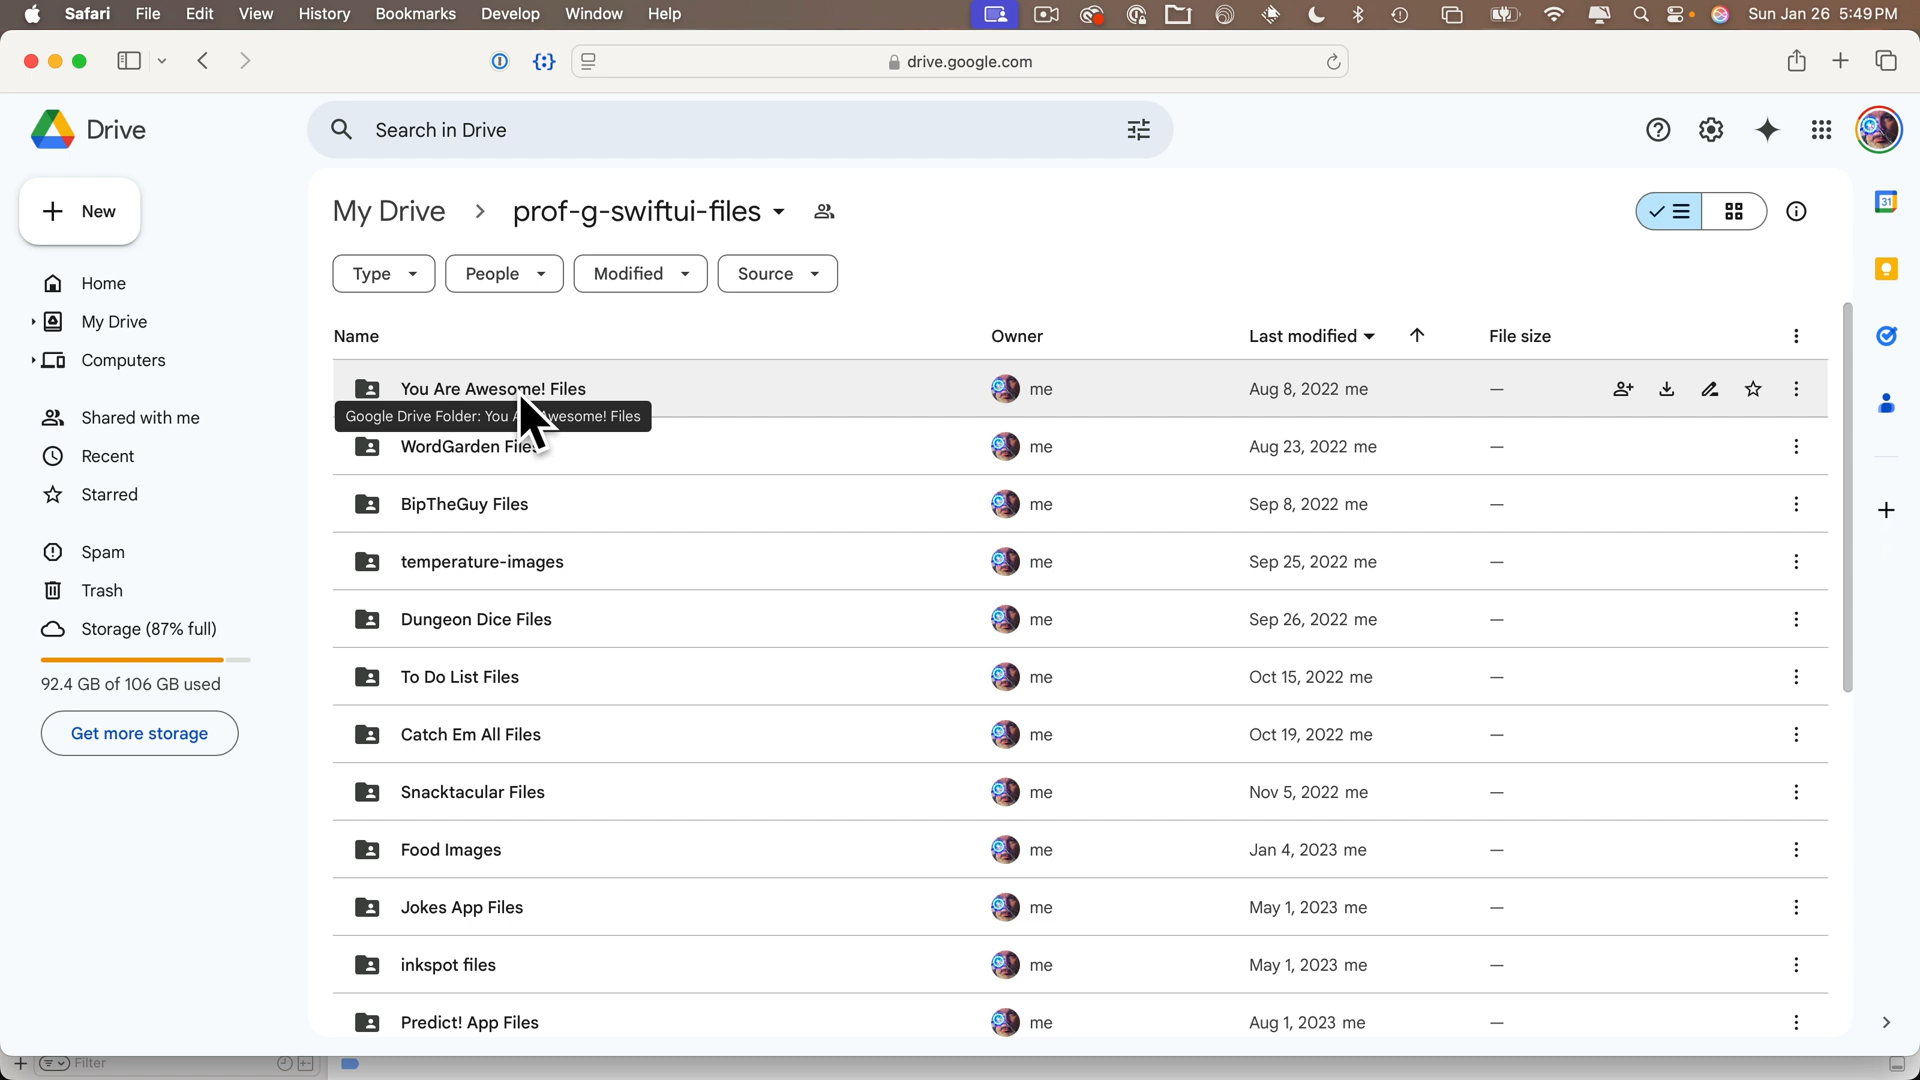 Safari File Edit View History Bookmarks Develop Window Help Sun Jan 26 5:49 PM
drive.google.com
Drive
Search in Drive
New
My Drive > prof-g-swiftui-files
Type People Modified Source
Home
My Drive
Computers
Shared with me
Recent
Starred
Spam
Trash
Storage (87% full)
92.4 GB of 106 GB used
Get more storage
Name Owner Last modified File size
You Are Awesome! Files me Aug 8, 2022 me —
Google Drive Folder: You A Awesome! Files
WordGarden Files me Aug 23, 2022 me —
BipTheGuy Files me Sep 8, 2022 me —
temperature-images me Sep 25, 2022 me —
Dungeon Dice Files me Sep 26, 2022 me —
To Do List Files me Oct 15, 2022 me —
Catch Em All Files me Oct 19, 2022 me —
Snacktacular Files me Nov 5, 2022 me —
Food Images me Jan 4, 2023 me —
Jokes App Files me May 1, 2023 me —
inkspot files me May 1, 2023 me —
Predict! App Files me Aug 1, 2023 me —
31
Filter